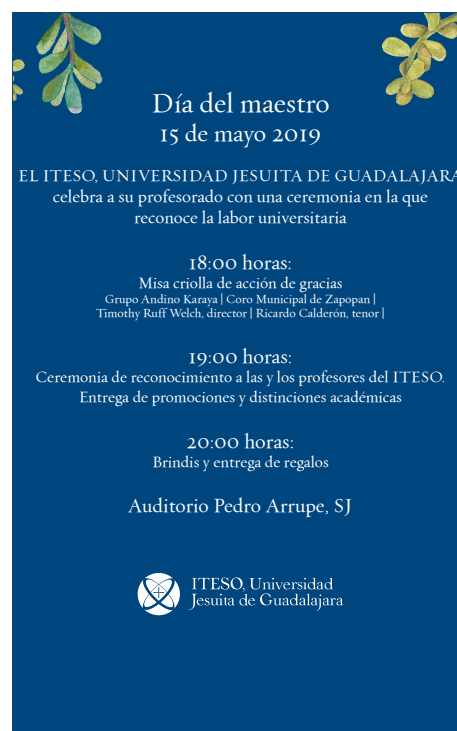 Día del maestro
15 de mayo 2019
EL ITESO, UNIVERSIDAD JESUITA DE GUADALAJARA
celebra a su profesorado con una ceremonia en la que
reconoce la labor universitaria
18:00 horas:
Misa criolla de acción de gracias
Grupo Andino Karaya | Coro Municipal de Zapopan |
Timothy Ruff Welch, director | Ricardo Calderón, tenor |
19:00 horas:
Ceremonia de reconocimiento a las y los profesores del ITESO.
Entrega de promociones y distinciones académicas
20:00 horas:
Brindis y entrega de regalos
Auditorio Pedro Arrupe, SJ
ITESO, Universidad
Jesuita de Guadalajara